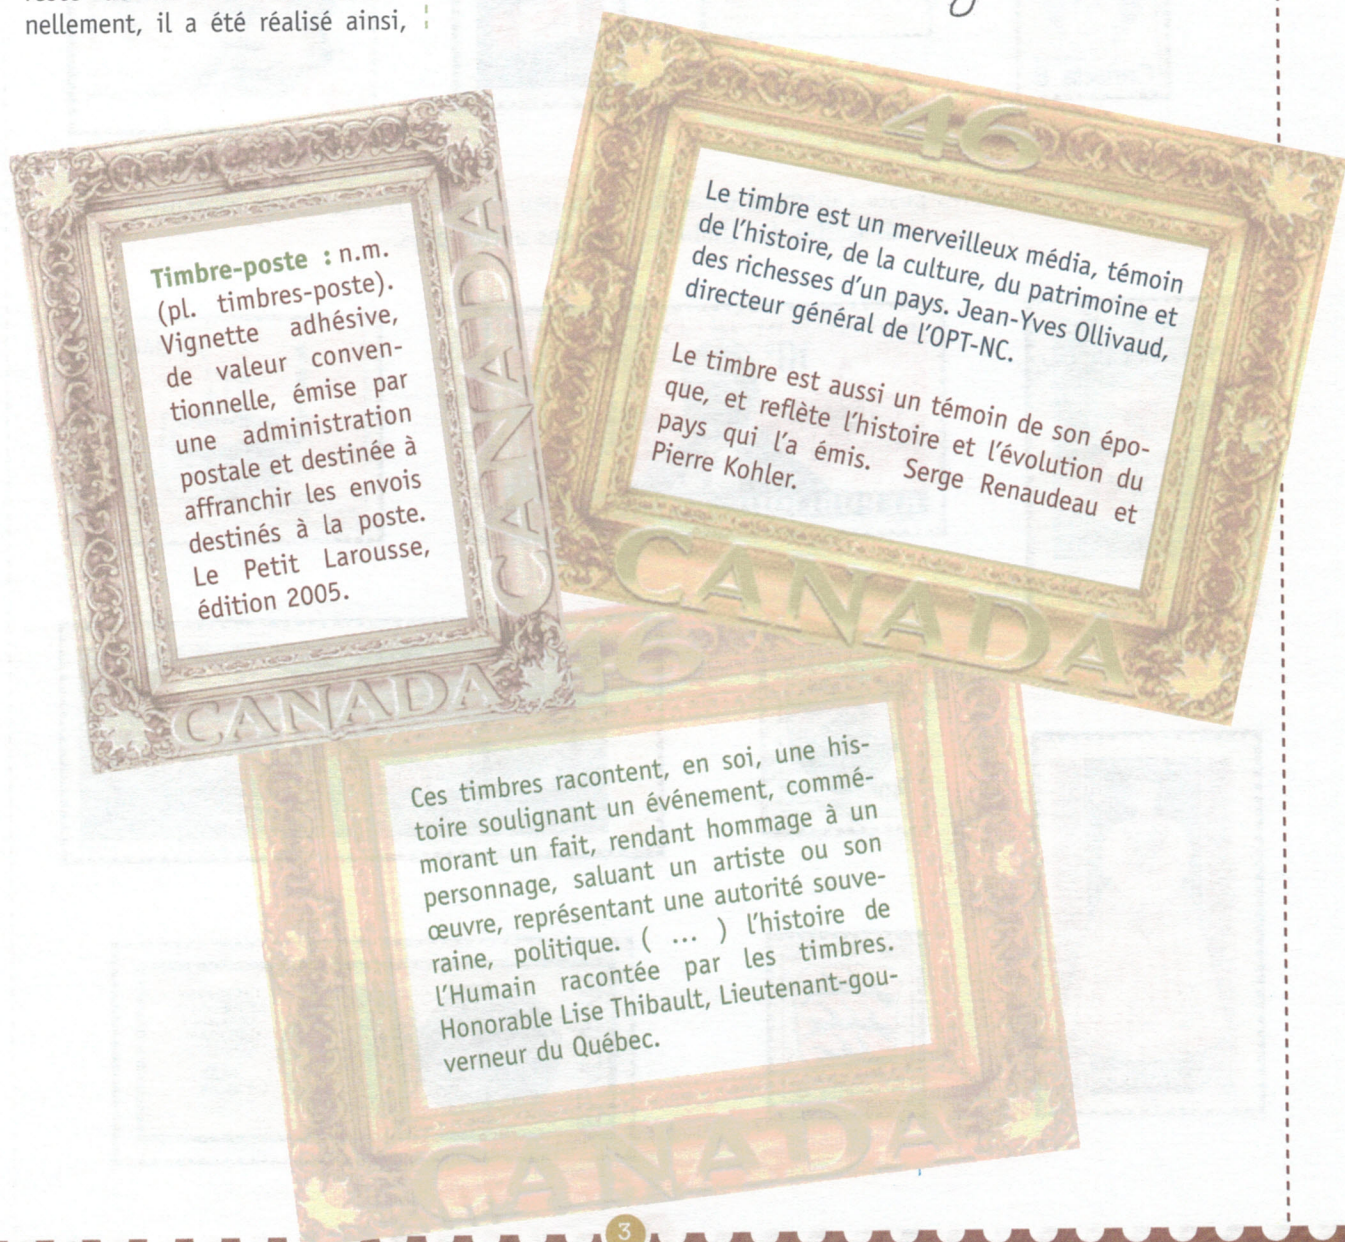 nellement, il a été réalisé ainsi,
Timbre-poste : n.m.
(pl. timbres-poste).
Vignette adhésive,
de valeur conven-
tionnelle, émise par
une administration
postale et destinée à
affranchir les envois
destinés à la poste.
Le Petit Larousse,
édition 2005.
CANADA
CANADA
46
Le timbre est un merveilleux média, témoin
de l'histoire, de la culture, du patrimoine et
des richesses d'un pays. Jean-Yves Ollivaud,
directeur général de l'OPT-NC.
Le timbre est aussi un témoin de son épo-
que, et reflète l'histoire et l'évolution du
pays qui l'a émis. Serge Renaudeau et
Pierre Kohler.
CANADA
46
Ces timbres racontent, en soi, une his-
toire soulignant un événement, commé-
morant un fait, rendant hommage à un
personnage, saluant un artiste ou son
œuvre, représentant une autorité souve-
raine, politique. ( ... ) l'histoire de
l'Humain racontée par les timbres.
Honorable Lise Thibault, Lieutenant-gou-
verneur du Québec.
CANADA
3